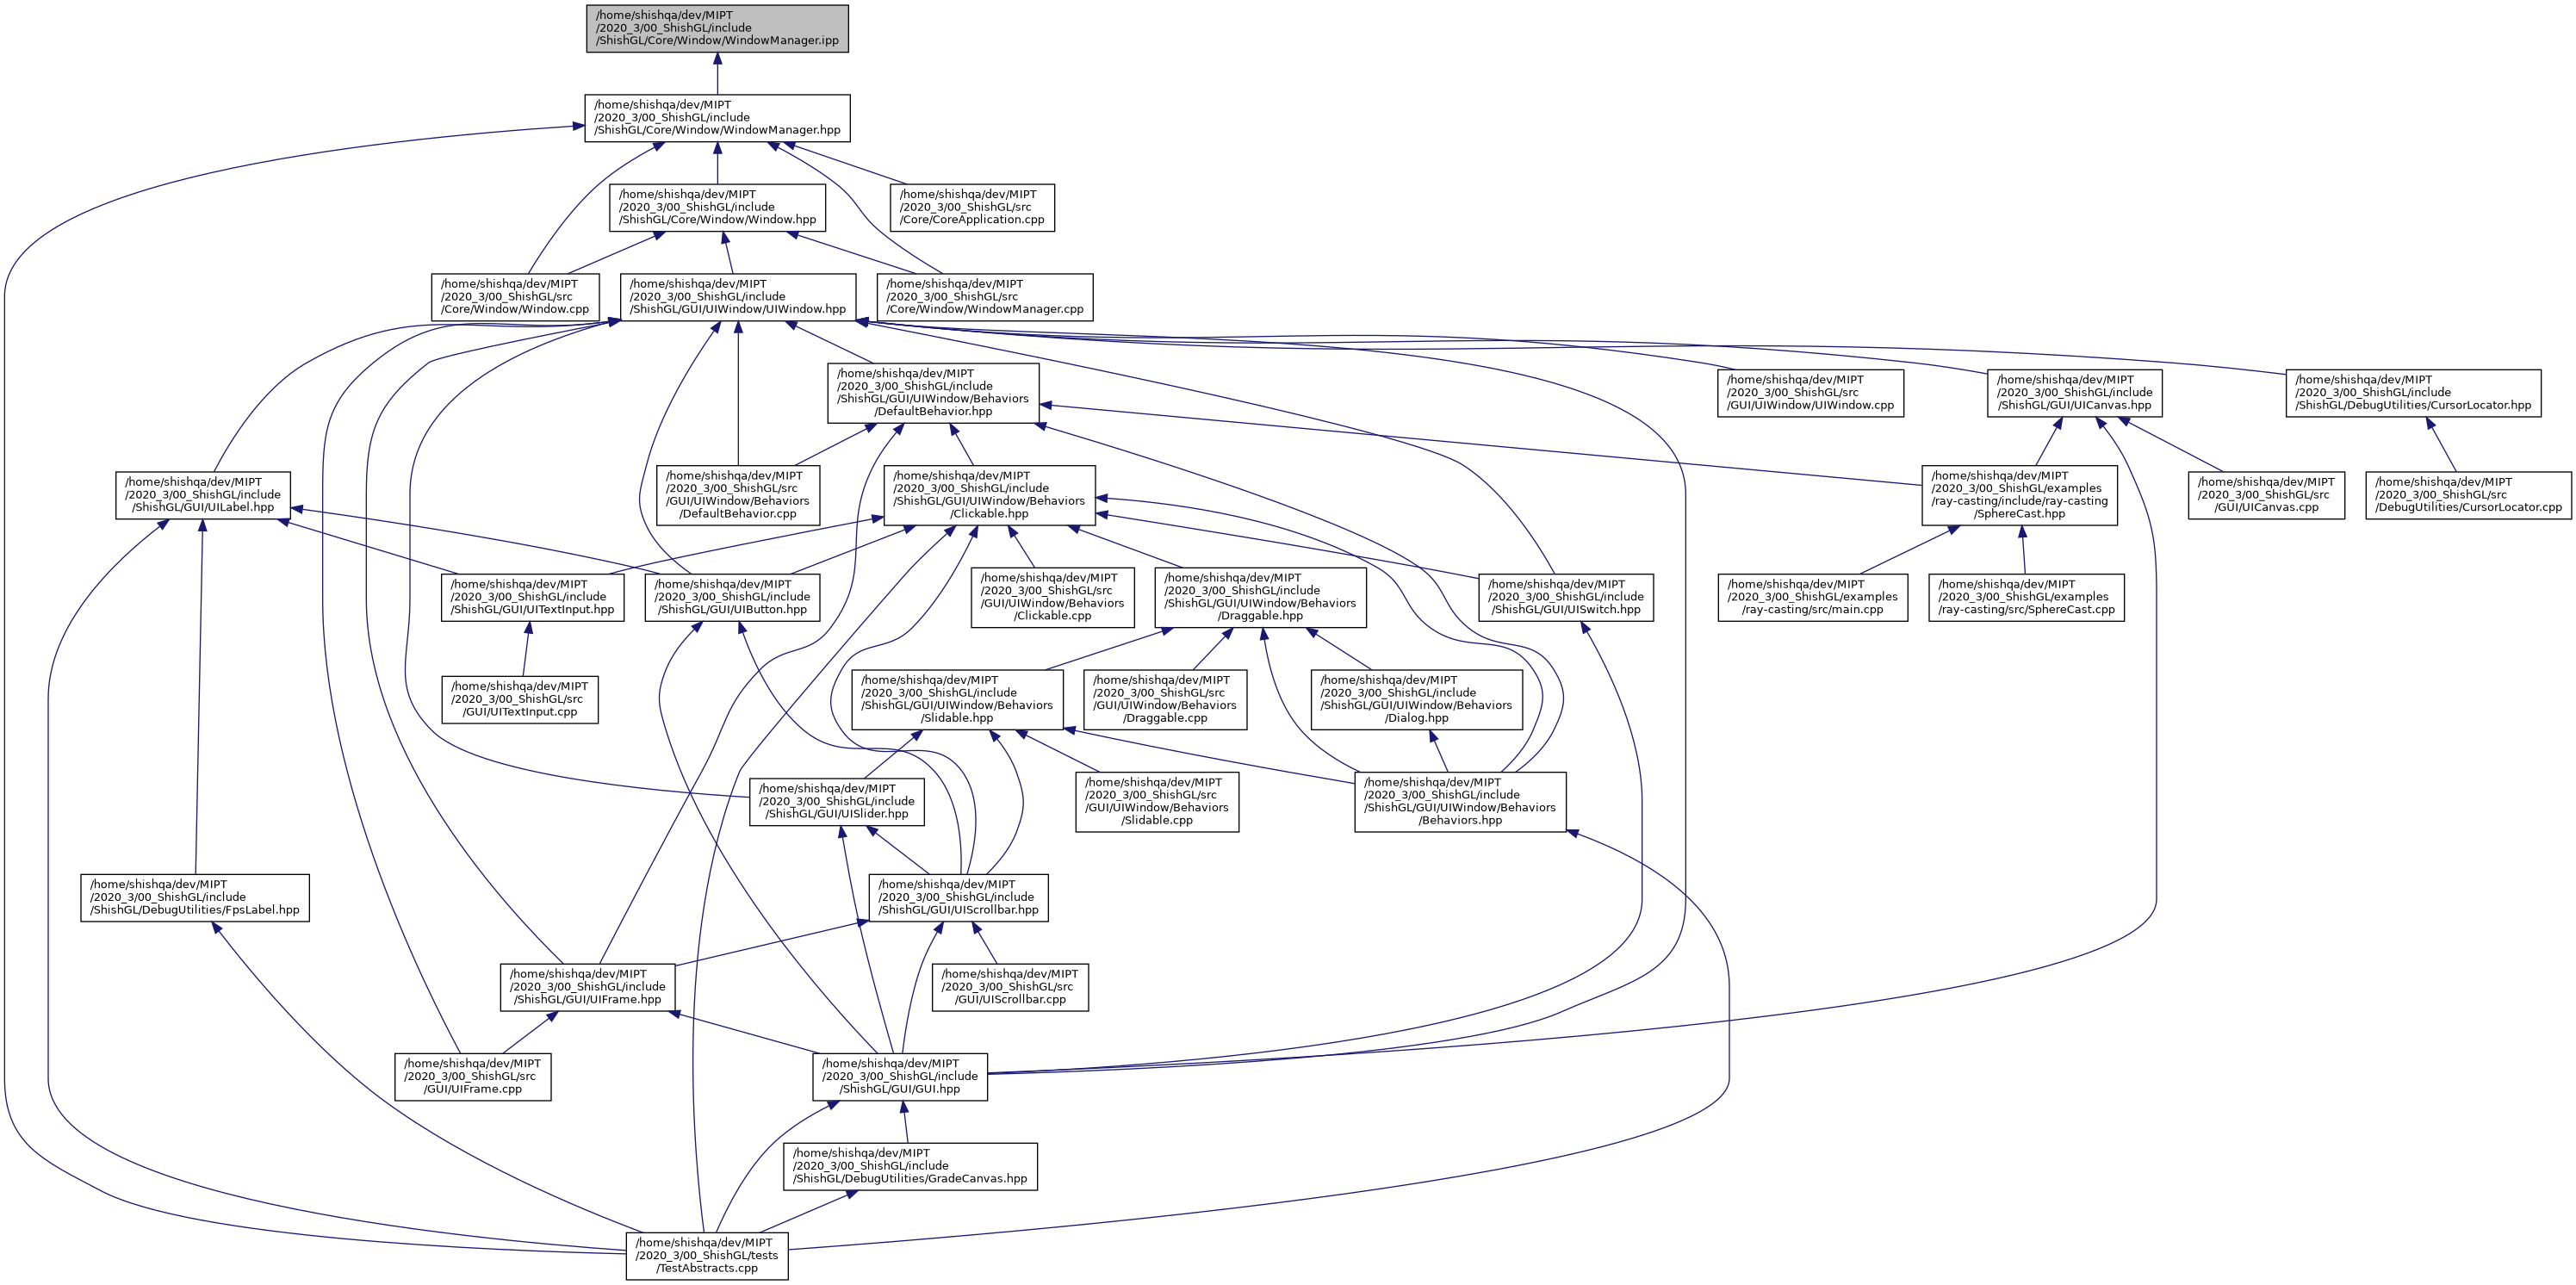 /home/shishqa/dev/MIPT
/2020_3/00_ShishGL/include
/ShishGL/Core/Window/WindowManager.ipp
/home/shishqa/dev/MIPT
/2020_3/00_ShishGL/include
/ShishGL/Core/Window/WindowManager.hpp
/home/shishqa/dev/MIPT
/2020_3/00_ShishGL/include
/ShishGL/Core/Window/Window.hpp
/home/shishqa/dev/MIPT
/2020_3/00_ShishGL/src
/Core/CoreApplication.cpp
/home/shishqa/dev/MIPT
/2020_3/00_ShishGL/src
/Core/Window/Window.cpp
/home/shishqa/dev/MIPT
/2020_3/00_ShishGL/include
/ShishGL/GUI/UIWindow/UIWindow.hpp
/home/shishqa/dev/MIPT
/2020_3/00_ShishGL/src
/Core/Window/WindowManager.cpp
/home/shishqa/dev/MIPT
/2020_3/00_ShishGL/include
/ShishGL/GUI/UIWindow/Behaviors
/DefaultBehavior.hpp
/home/shishqa/dev/MIPT
/2020_3/00_ShishGL/src
/GUI/UIWindow/UIWindow.cpp
/home/shishqa/dev/MIPT
/2020_3/00_ShishGL/include
/ShishGL/GUI/UICanvas.hpp
/home/shishqa/dev/MIPT
/2020_3/00_ShishGL/include
/ShishGL/DebugUtilities/CursorLocator.hpp
/home/shishqa/dev/MIPT
/2020_3/00_ShishGL/include
/ShishGL/GUI/UILabel.hpp
/home/shishqa/dev/MIPT
/2020_3/00_ShishGL/src
/GUI/UIWindow/Behaviors
/DefaultBehavior.cpp
/home/shishqa/dev/MIPT
/2020_3/00_ShishGL/include
/ShishGL/GUI/UIWindow/Behaviors
/Clickable.hpp
/home/shishqa/dev/MIPT
/2020_3/00_ShishGL/examples
/ray-casting/include/ray-casting
/SphereCast.hpp
/home/shishqa/dev/MIPT
/2020_3/00_ShishGL/src
/GUI/UICanvas.cpp
/home/shishqa/dev/MIPT
/2020_3/00_ShishGL/src
/DebugUtilities/CursorLocator.cpp
/home/shishqa/dev/MIPT
/2020_3/00_ShishGL/include
/ShishGL/GUI/UITextInput.hpp
/home/shishqa/dev/MIPT
/2020_3/00_ShishGL/include
/ShishGL/GUI/UIButton.hpp
/home/shishqa/dev/MIPT
/2020_3/00_ShishGL/src
/GUI/UIWindow/Behaviors
/Clickable.cpp
/home/shishqa/dev/MIPT
/2020_3/00_ShishGL/include
/ShishGL/GUI/UIWindow/Behaviors
/Draggable.hpp
/home/shishqa/dev/MIPT
/2020_3/00_ShishGL/include
/ShishGL/GUI/UISwitch.hpp
/home/shishqa/dev/MIPT
/2020_3/00_ShishGL/examples
/ray-casting/src/main.cpp
/home/shishqa/dev/MIPT
/2020_3/00_ShishGL/examples
/ray-casting/src/SphereCast.cpp
/home/shishqa/dev/MIPT
/2020_3/00_ShishGL/src
/GUI/UITextInput.cpp
/home/shishqa/dev/MIPT
/2020_3/00_ShishGL/include
/ShishGL/GUI/UIWindow/Behaviors
/Slidable.hpp
/home/shishqa/dev/MIPT
/2020_3/00_ShishGL/src
/GUI/UIWindow/Behaviors
/Draggable.cpp
/home/shishqa/dev/MIPT
/2020_3/00_ShishGL/include
/ShishGL/GUI/UIWindow/Behaviors
/Dialog.hpp
/home/shishqa/dev/MIPT
/2020_3/00_ShishGL/include
/ShishGL/GUI/UISlider.hpp
/home/shishqa/dev/MIPT
/2020_3/00_ShishGL/src
/GUI/UIWindow/Behaviors
/Slidable.cpp
/home/shishqa/dev/MIPT
/2020_3/00_ShishGL/include
/ShishGL/GUI/UIWindow/Behaviors
/Behaviors.hpp
/home/shishqa/dev/MIPT
/2020_3/00_ShishGL/include
/ShishGL/DebugUtilities/FpsLabel.hpp
/home/shishqa/dev/MIPT
/2020_3/00_ShishGL/include
/ShishGL/GUI/UIScrollbar.hpp
/home/shishqa/dev/MIPT
/2020_3/00_ShishGL/include
/ShishGL/GUI/UIFrame.hpp
/home/shishqa/dev/MIPT
/2020_3/00_ShishGL/src
/GUI/UIScrollbar.cpp
/home/shishqa/dev/MIPT
/2020_3/00_ShishGL/src
/GUI/UIFrame.cpp
/home/shishqa/dev/MIPT
/2020_3/00_ShishGL/include
/ShishGL/GUI/GUI.hpp
/home/shishqa/dev/MIPT
/2020_3/00_ShishGL/include
/ShishGL/DebugUtilities/GradeCanvas.hpp
/home/shishqa/dev/MIPT
/2020_3/00_ShishGL/tests
/TestAbstracts.cpp